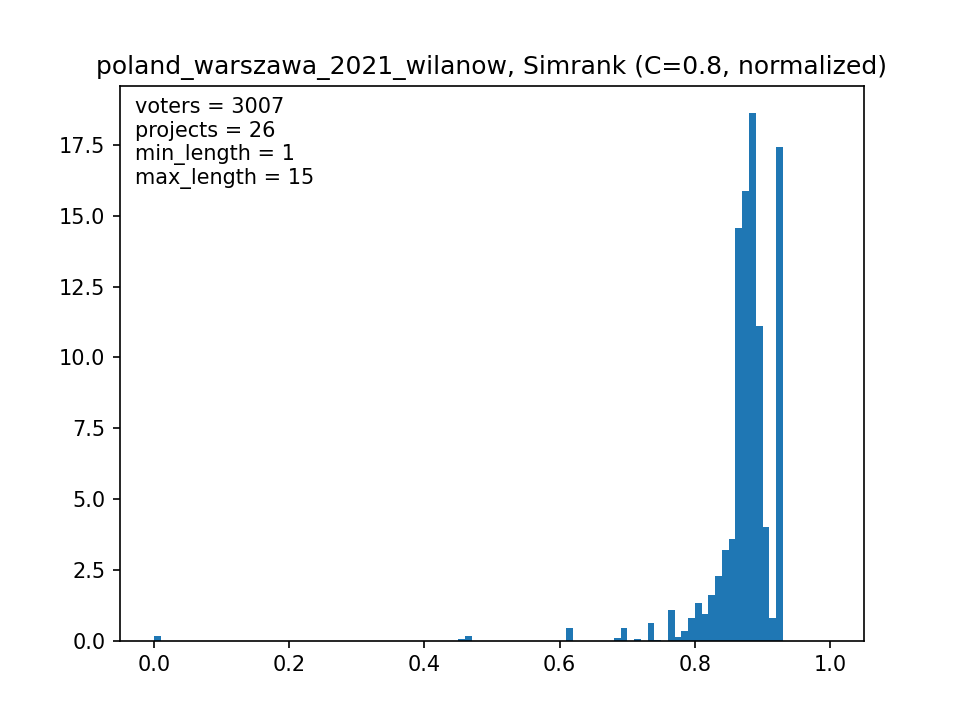 poland_warszawa_2021_wilanow, Simrank (C=0.8, normalized)
voters = 3007
projects = 26
min_length = 1
max_length = 15
17.5
15.0
12.5
10.0
7.5
5.0
2.5
0.0
0.0 0.2 0.4 0.6 0.8 1.0